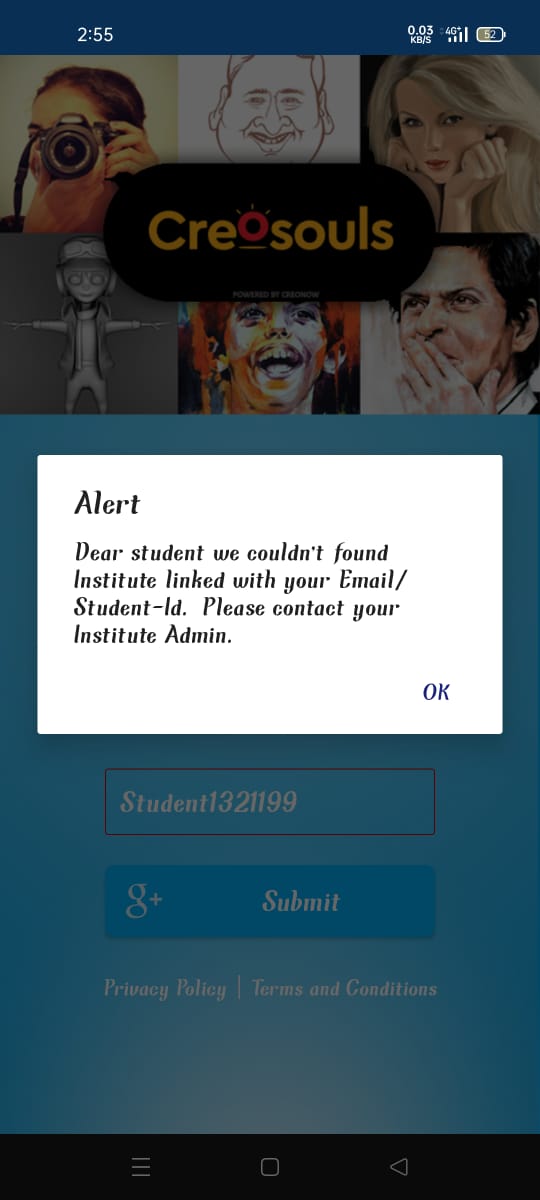 2:55
0.03
KB/S
4G+
52
Creosouls
POWERED BY CREONOW
Alert
Dear student we couldn't found
Institute linked with your Email/
Student-Id.  Please contact your
Institute Admin.
OK
Student1321199
g+ Submit
Privacy Policy | Terms and Conditions